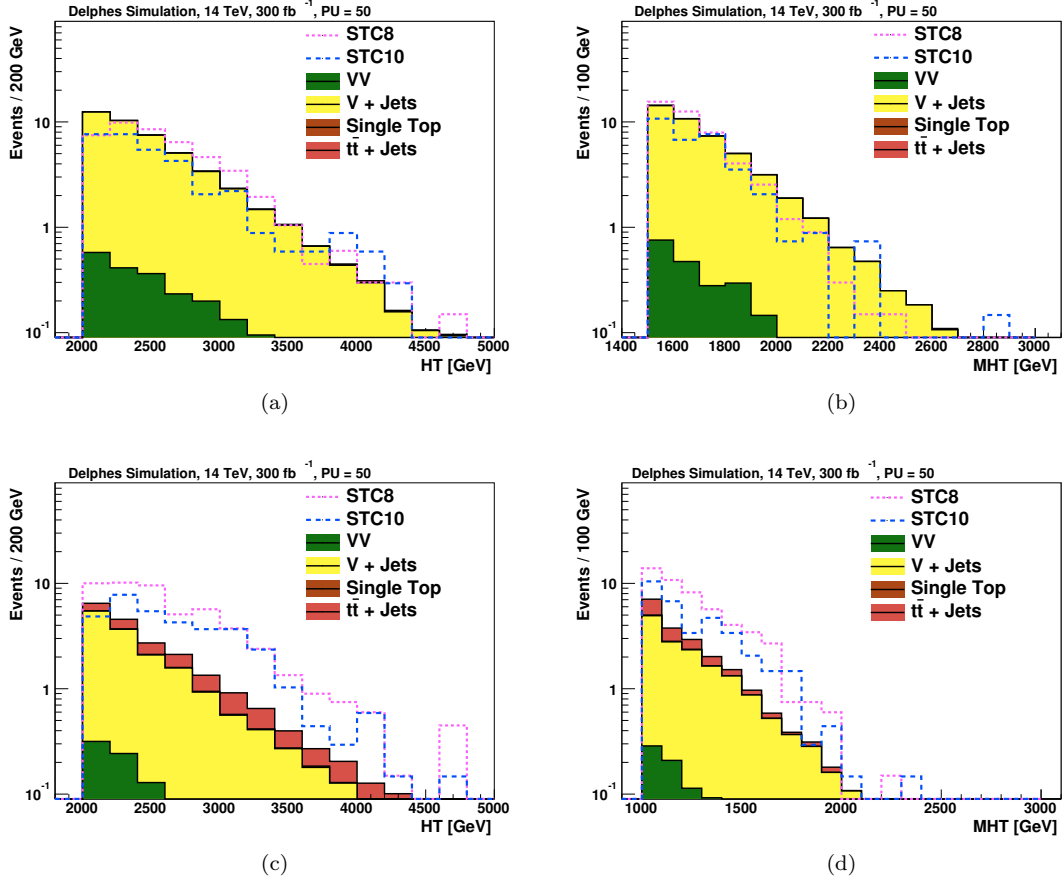 Delphes Simulation, 14 TeV, 300 fb⁻¹, PU = 50
Events / 200 GeV
STC8
STC10
VV
V + Jets
Single Top
tt̄ + Jets
10
1
10⁻¹
2000 2500 3000 3500 4000 4500 5000
HT [GeV]
(a)
Delphes Simulation, 14 TeV, 300 fb⁻¹, PU = 50
Events / 100 GeV
STC8
STC10
VV
V + Jets
Single Top
tt̄ + Jets
10
1
10⁻¹
1400 1600 1800 2000 2200 2400 2600 2800 3000
MHT [GeV]
(b)
Delphes Simulation, 14 TeV, 300 fb⁻¹, PU = 50
Events / 200 GeV
STC8
STC10
VV
V + Jets
Single Top
tt̄ + Jets
10
1
10⁻¹
2000 2500 3000 3500 4000 4500 5000
HT [GeV]
(c)
Delphes Simulation, 14 TeV, 300 fb⁻¹, PU = 50
Events / 100 GeV
STC8
STC10
VV
V + Jets
Single Top
tt̄ + Jets
10
1
10⁻¹
1000 1500 2000 2500 3000
MHT [GeV]
(d)